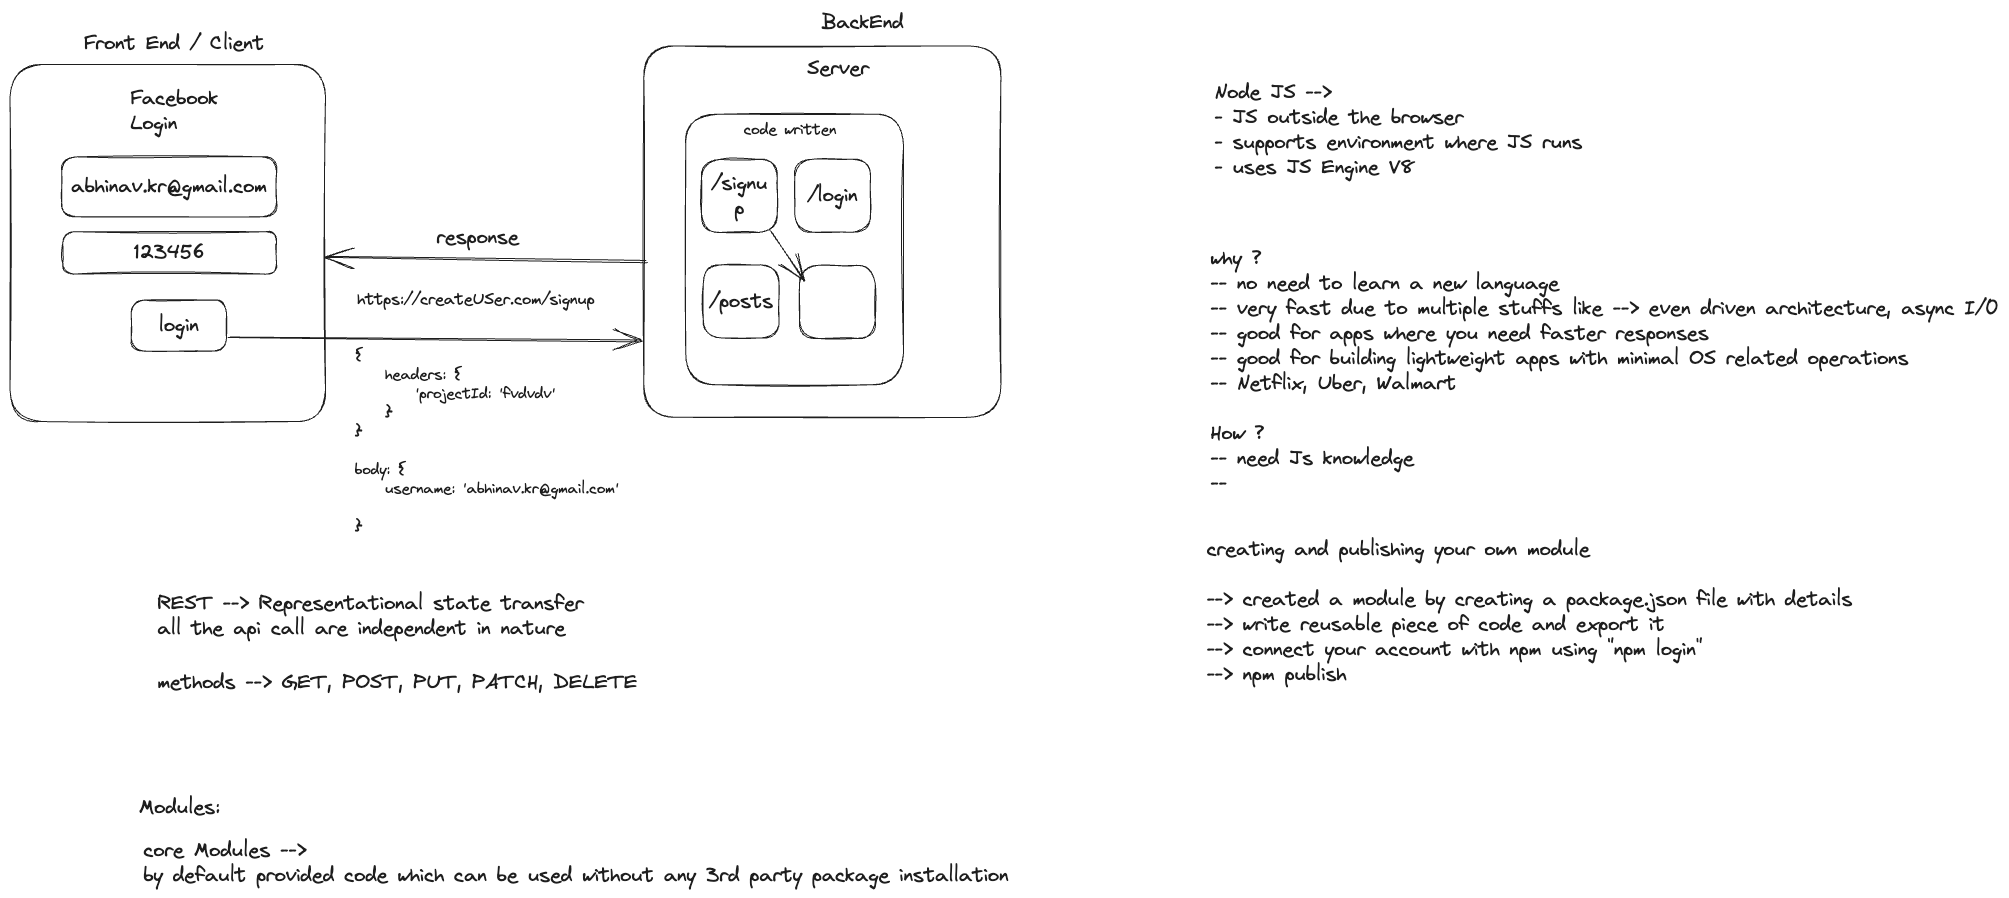 Front End / Client
Facebook
Login
abhinav.kr@gmail.com
123456
login
response
https://createUSer.com/signup
{
headers: {
'projectId: 'fvdvdv'
}
}
body: {
username: 'abhinav.kr@gmail.com'
}
BackEnd
Server
code written
/signu
p
/login
/posts
REST --> Representational state transfer
all the api call are independent in nature
methods --> GET, POST, PUT, PATCH, DELETE
Modules:
core Modules -->
by default provided code which can be used without any 3rd party package installation
Node JS -->
- JS outside the browser
- supports environment where JS runs
- uses JS Engine V8
why ?
-- no need to learn a new language
-- very fast due to multiple stuffs like --> even driven architecture, async I/O
-- good for apps where you need faster responses
-- good for building lightweight apps with minimal OS related operations
-- Netflix, Uber, Walmart
How ?
-- need Js knowledge
--
creating and publishing your own module
--> created a module by creating a package.json file with details
--> write reusable piece of code and export it
--> connect your account with npm using "npm login"
--> npm publish